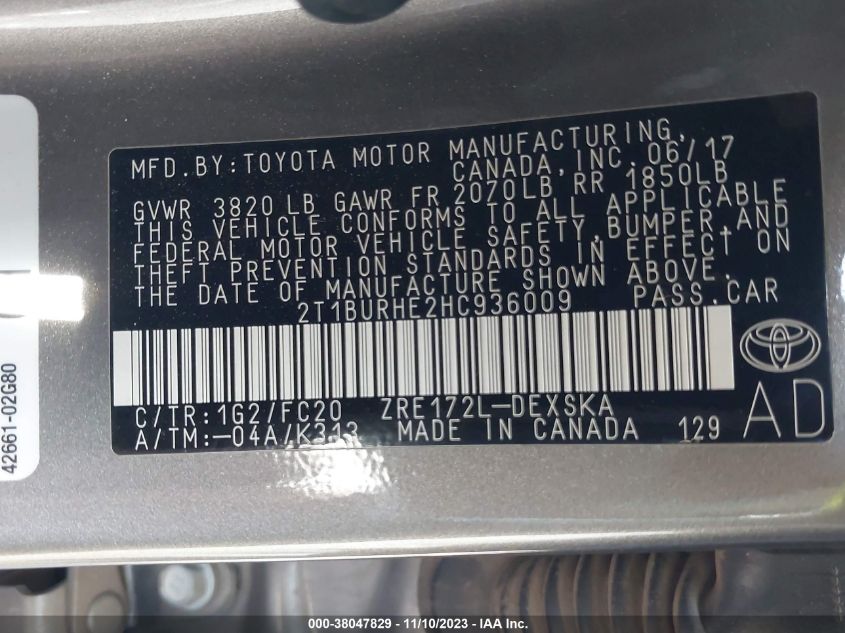 MFD.BY:TOYOTA MOTOR MANUFACTURING,
CANADA,INC. 06/17
GVWR 3820 LB GAWR FR 2070LB RR 1850LB
THIS VEHICLE CONFORMS TO ALL APPLICABLE
FEDERAL MOTOR VEHICLE SAFETY,BUMPER,AND
THEFT PREVENTION STANDARDS IN EFFECT ON
THE DATE OF MANUFACTURE SHOWN ABOVE.
2T1BURHE2HC936009 PASS.CAR
C/TR:1G2/FC20 ZRE172L-DEXSKA
A/TM:-04A/K313 MADE IN CANADA 129
AD
42661-02G80
000-38047829 - 11/10/2023 - © IAA Inc.